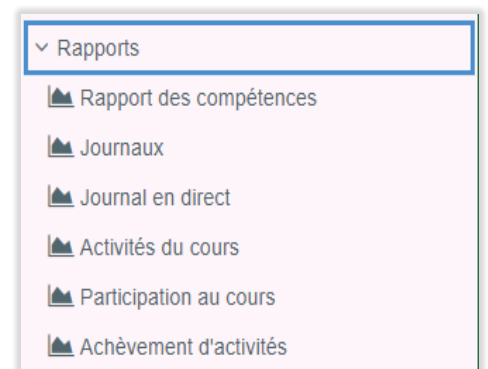 Rapports
Rapport des compétences
Journaux
Journal en direct
Activités du cours
Participation au cours
Achèvement d'activités